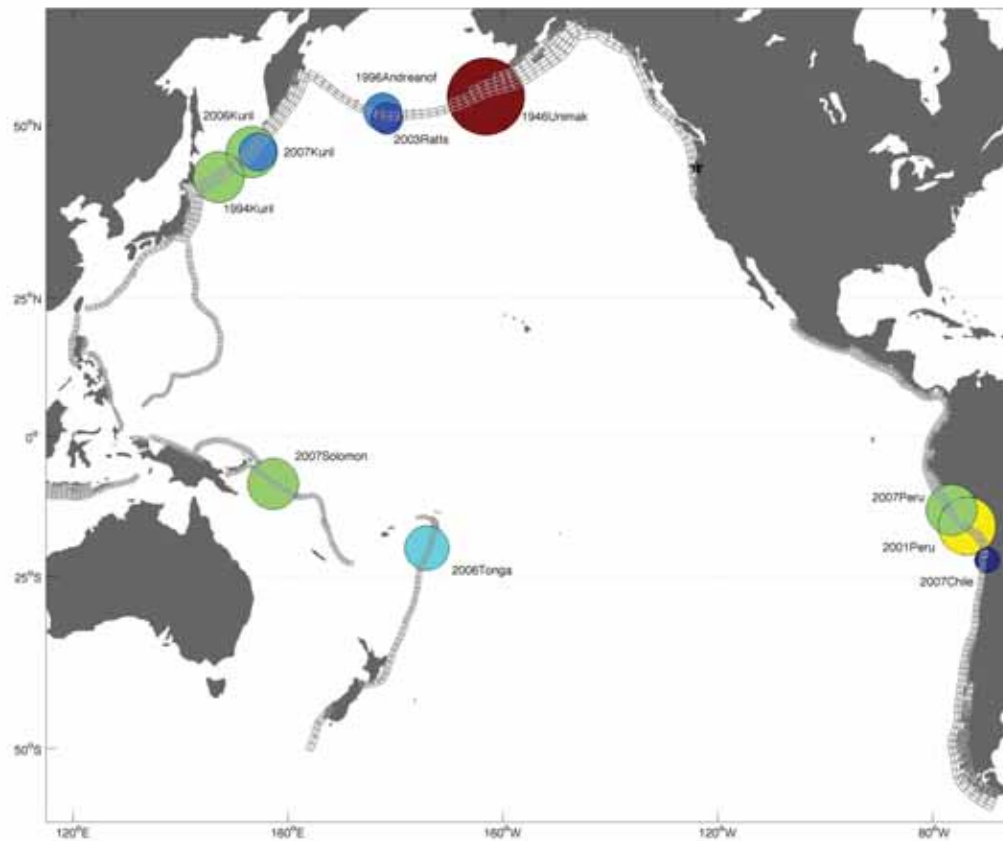 1996Andreanof
50°N
2006Kuril
1946Unimak
2003Ratts
2007Kuril
1994Kuril
25°N
0°
2007Solomon
2007Peru
2001Peru
2006Tonga
25°S
2007Chile
50°S
120°E
160°E
160°W
120°W
80°W